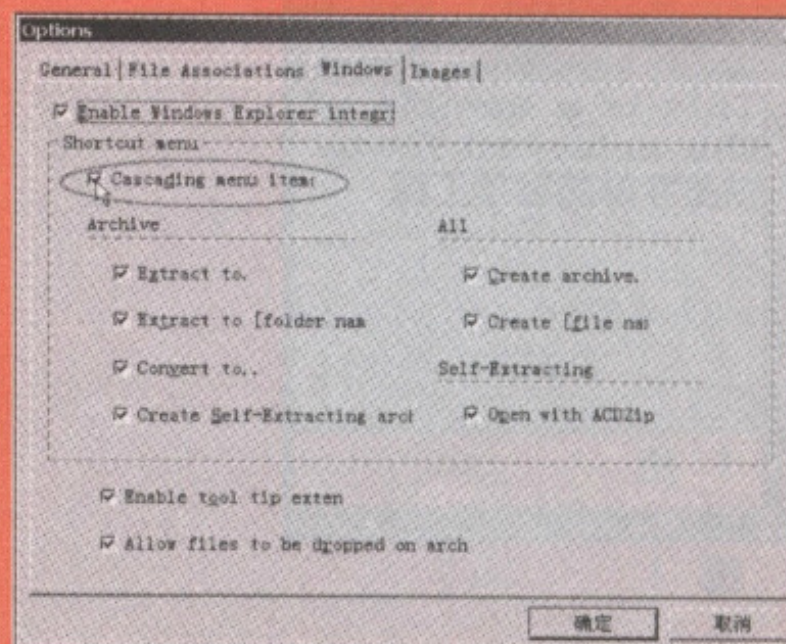 Options
General File Associations Windows Images
Enable Windows Explorer integr
Shortcut menu
Cascading menu item
Archive
All
Extract to.
Create archive.
Extract to [folder nam
Create [file na
Convert to..
Self-Extracting
Create Self-Extracting arch
Open with ACDZip
Enable tool tip exten
Allow files to be dropped on arch
确定 取消